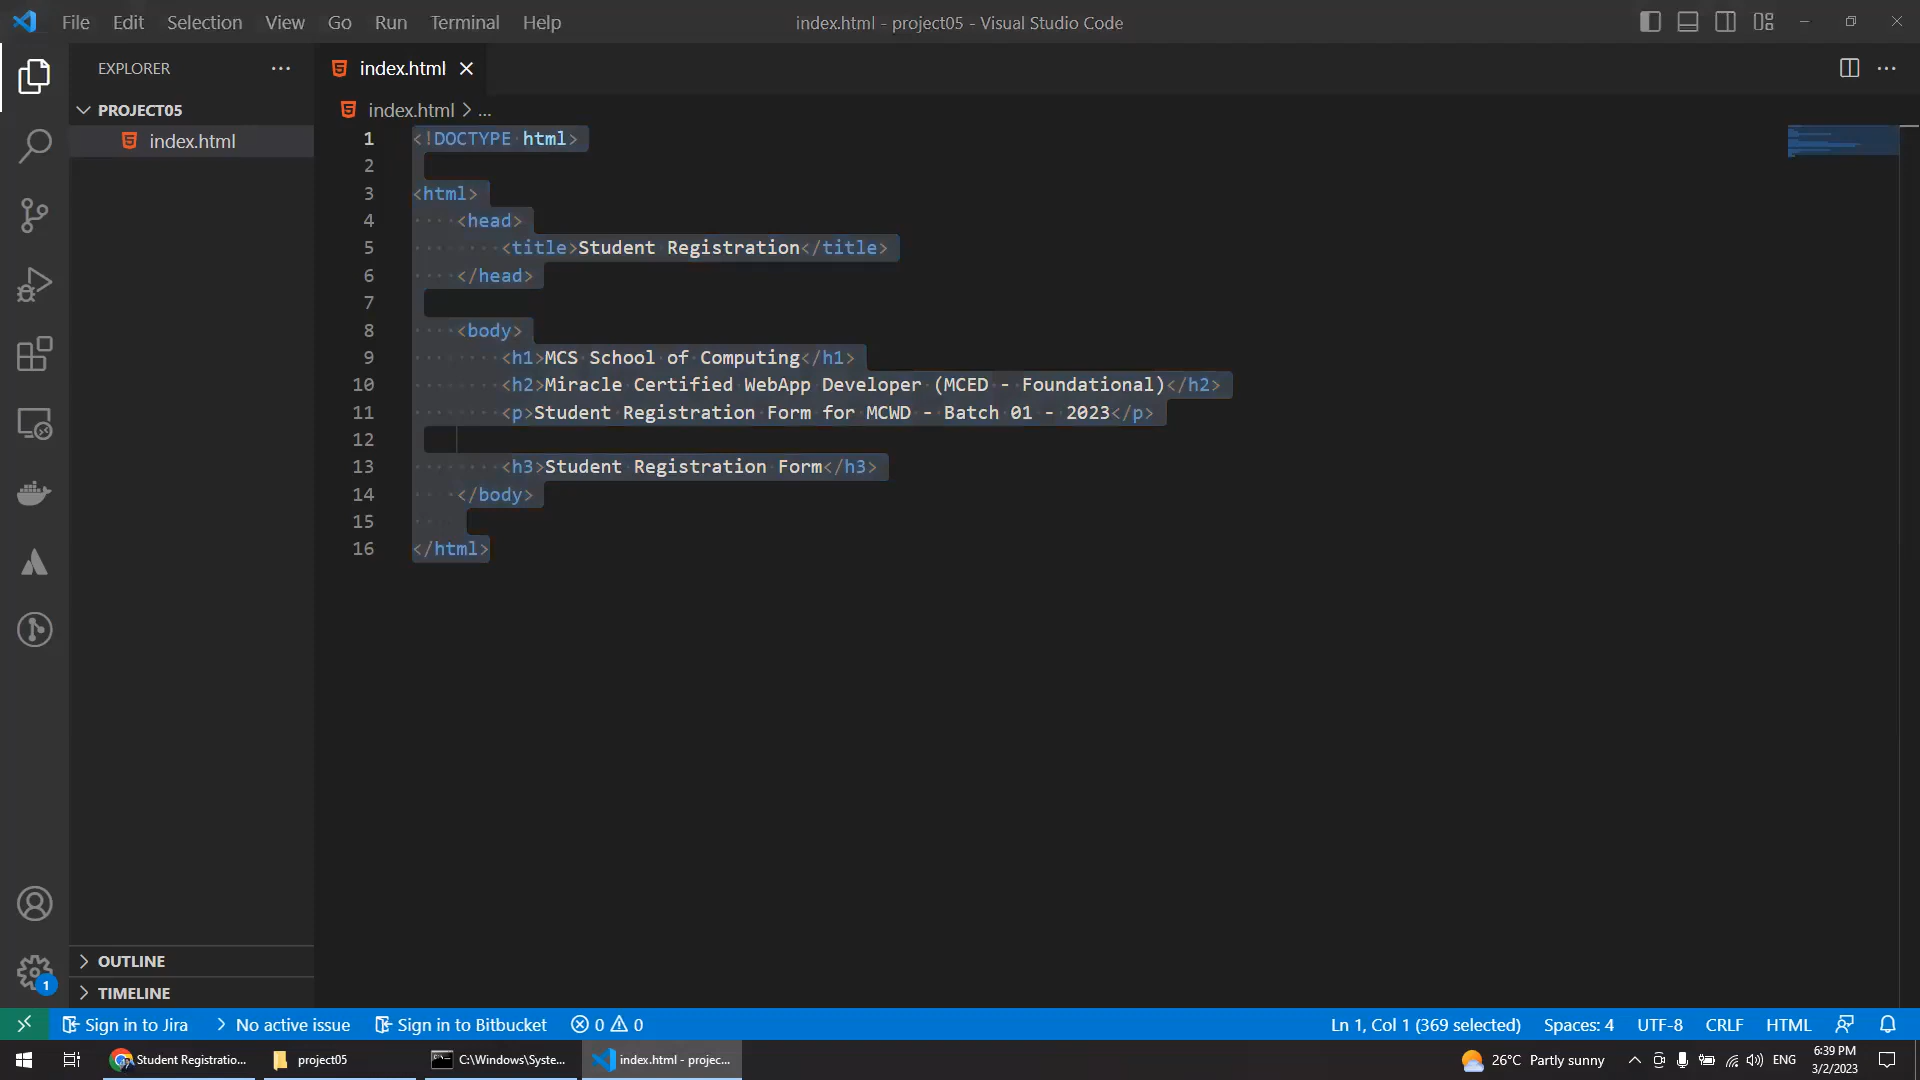 File Edit Selection View Go Run Terminal Help
index.html - project05 - Visual Studio Code
EXPLORER
index.html
PROJECT05
index.html
index.html > ...
1 <!DOCTYPE html>
2
3 <html>
4 <head>
5 <title>Student Registration</title>
6 </head>
7
8 <body>
9 <h1>MCS School of Computing</h1>
10 <h2>Miracle Certified WebApp Developer (MCED - Foundational)</h2>
11 <p>Student Registration Form for MCWD - Batch 01 - 2023</p>
12
13 <h3>Student Registration Form</h3>
14 </body>
15
16 </html>
OUTLINE
1
TIMELINE
Sign in to Jira No active issue Sign in to Bitbucket 0 0 Ln 1, Col 1 (369 selected) Spaces: 4 UTF-8 CRLF HTML
Student Registratio... project05 C:\Windows\Syste... index.html - projec... 26°C Partly sunny ENG 6:39 PM
3/2/2023